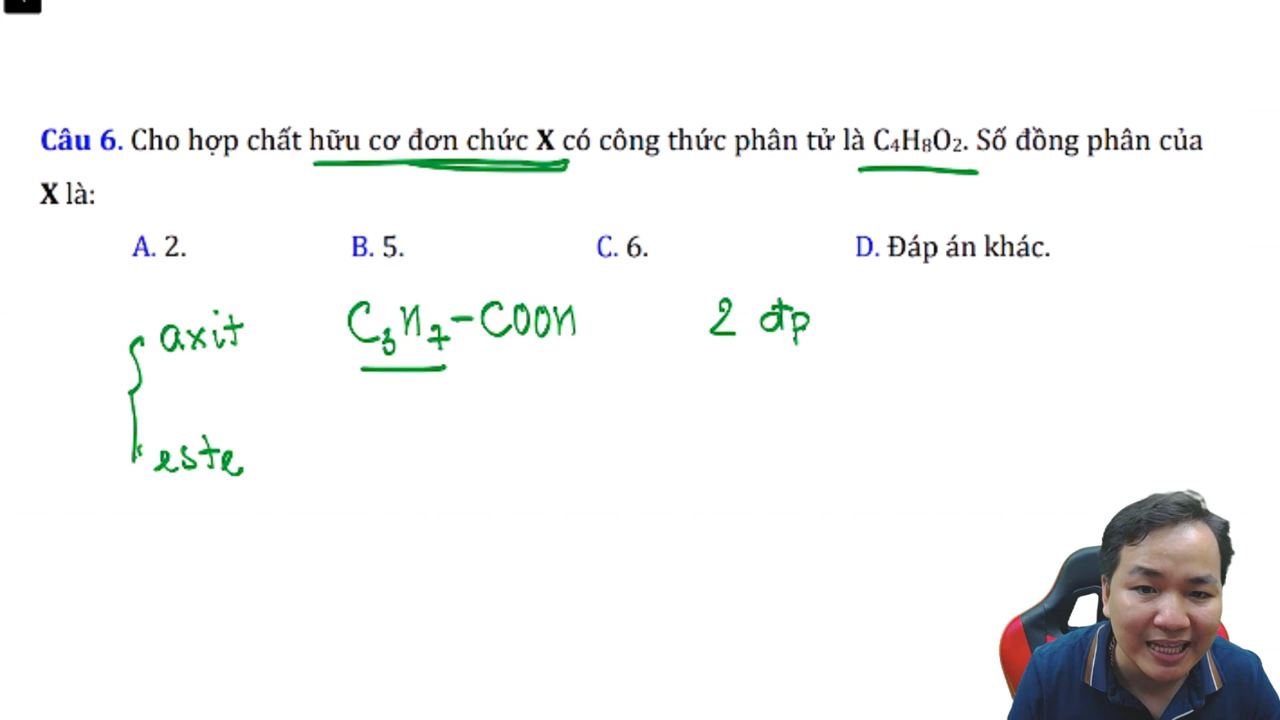 Câu 6. Cho hợp chất hữu cơ đơn chức X có công thức phân tử là C₄H₈O₂. Số đồng phân của
X là:
A. 2. B. 5. C. 6. D. Đáp án khác.
axit C₃H₇-COOH 2 đp
este